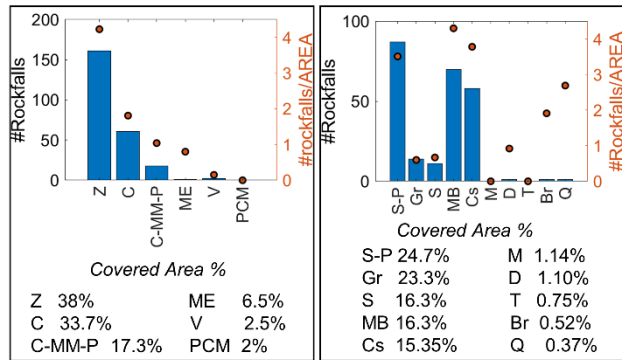 #Rockfalls
200
150
100
50
0
4
3
2
1
0
#rockfalls/AREA
Z
C
C-MM-P
ME
V
PCM
Covered Area %
Z 38% ME 6.5%
C 33.7% V 2.5%
C-MM-P 17.3% PCM 2%
#Rockfalls
100
50
0
4
3
2
1
0
#Rockfalls/AREA
S-P
Gr
S
MB
Cs
M
D
T
Br
Q
Covered Area %
S-P 24.7% M 1.14%
Gr 23.3% D 1.10%
S 16.3% T 0.75%
MB 16.3% Br 0.52%
Cs 15.35% Q 0.37%